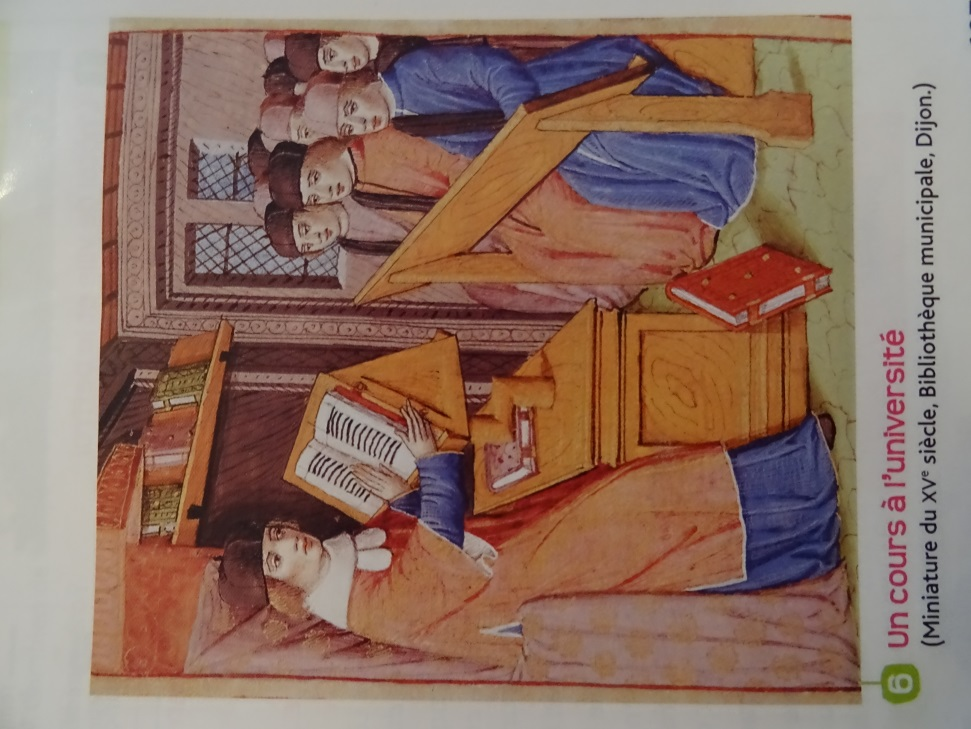 6 Un cours à l'université
(Miniature du XVe siècle, Bibliothèque municipale, Dijon.)